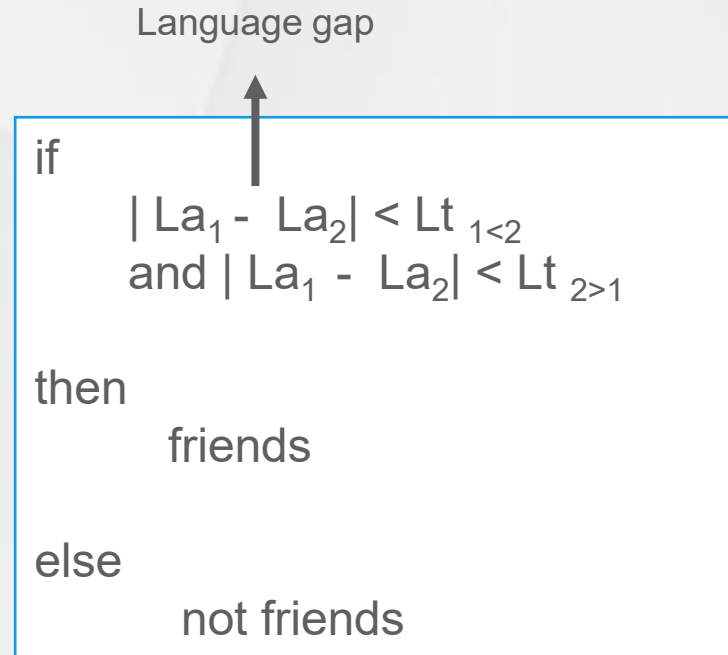 Language gap
if
| La₁ - La₂| < Lt ₁<₂
and | La₁ - La₂| < Lt ₂>₁
then
friends
else
not friends